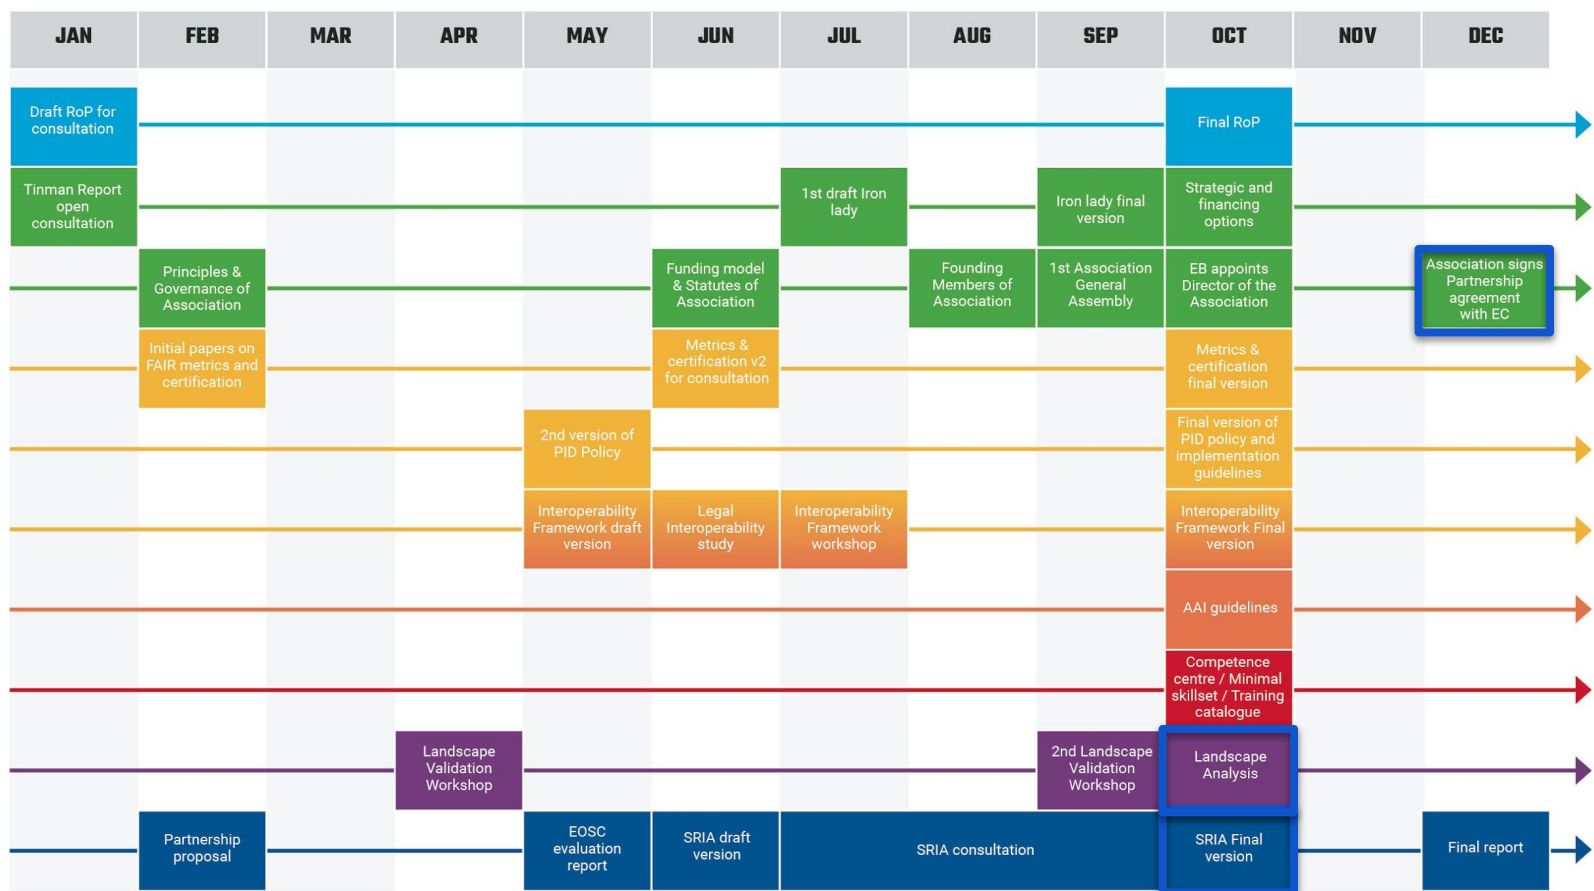 JAN FEB MAR APR MAY JUN JUL AUG SEP OCT NOV DEC
Draft RoP for
consultation
Final RoP
Tinman Report
open
consultation
1st draft Iron
lady
Iron lady final
version
Strategic and
financing
options
Principles &
Governance of
Association
Funding model
& Statutes of
Association
Founding
Members of
Association
1st Association
General
Assembly
EB appoints
Director of the
Association
Association signs
Partnership
agreement
with EC
Initial papers on
FAIR metrics and
certification
Metrics &
certification v2
for consultation
Metrics &
certification
final version
2nd version of
PID Policy
Final version of
PID policy and
implementation
guidelines
Interoperability
Framework draft
version
Legal
Interoperability
study
Interoperability
Framework
workshop
Interoperability
Framework Final
version
AAI guidelines
Competence
centre / Minimal
skillset / Training
catalogue
Landscape
Validation
Workshop
2nd Landscape
Validation
Workshop
Landscape
Analysis
Partnership
proposal
EOSC
evaluation
report
SRIA draft
version
SRIA consultation
SRIA Final
version
Final report